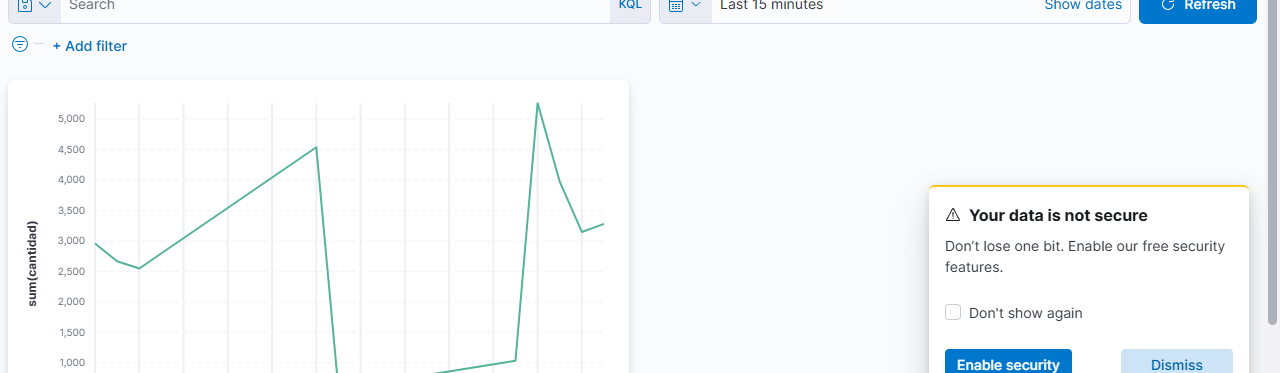 Search
KQL
Last 15 minutes
Show dates
Refresh
+ Add filter
5,000
4,500
4,000
3,500
3,000
2,500
2,000
1,500
1,000
sum(cantidad)
Your data is not secure
Don’t lose one bit. Enable our free security
features.
Don't show again
Enable security
Dismiss